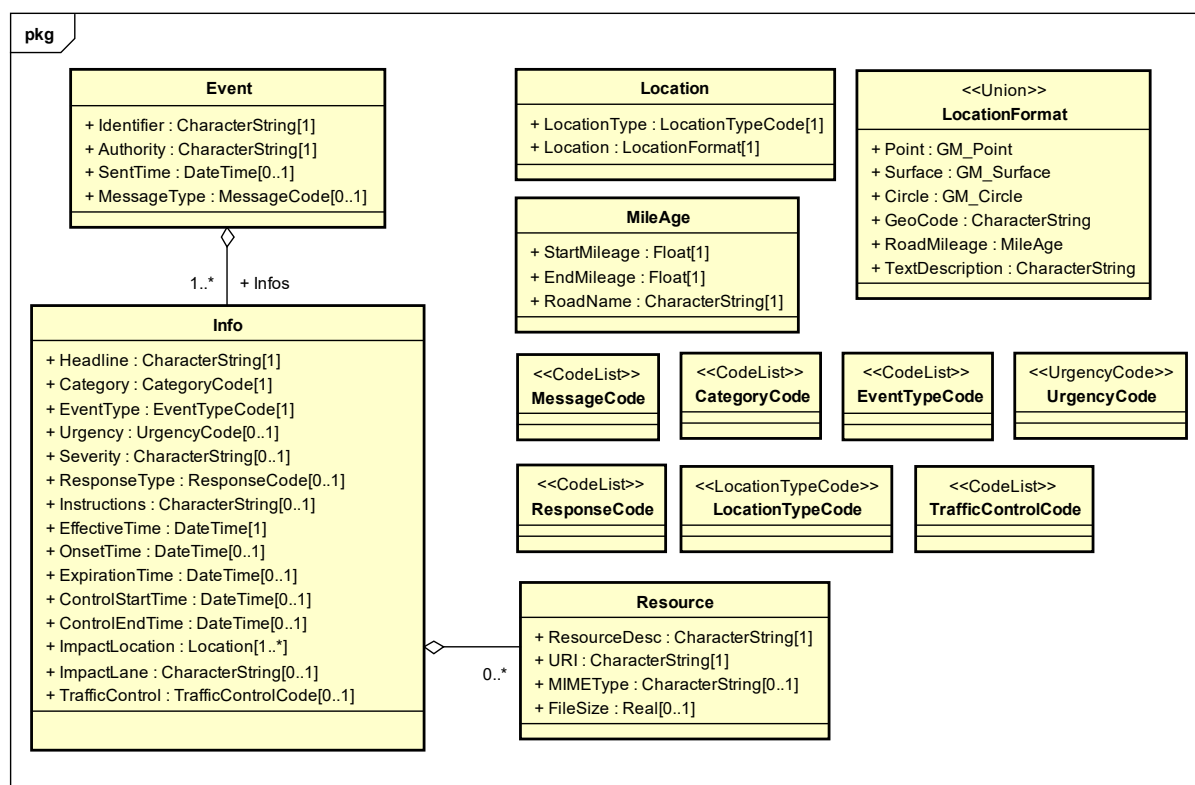 pkg
Event
+ Identifier : CharacterString[1]
+ Authority : CharacterString[1]
+ SentTime : DateTime[0..1]
+ MessageType : MessageCode[0..1]
1..*
+ Infos
Info
+ Headline : CharacterString[1]
+ Category : CategoryCode[1]
+ EventType : EventTypeCode[1]
+ Urgency : UrgencyCode[0..1]
+ Severity : CharacterString[0..1]
+ ResponseType : ResponseCode[0..1]
+ Instructions : CharacterString[0..1]
+ EffectiveTime : DateTime[1]
+ OnsetTime : DateTime[0..1]
+ ExpirationTime : DateTime[0..1]
+ ControlStartTime : DateTime[0..1]
+ ControlEndTime : DateTime[0..1]
+ ImpactLocation : Location[1..*]
+ ImpactLane : CharacterString[0..1]
+ TrafficControl : TrafficControlCode[0..1]
Location
+ LocationType : LocationTypeCode[1]
+ Location : LocationFormat[1]
<<Union>>
LocationFormat
+ Point : GM_Point
+ Surface : GM_Surface
+ Circle : GM_Circle
+ GeoCode : CharacterString
+ RoadMileage : MileAge
+ TextDescription : CharacterString
MileAge
+ StartMileage : Float[1]
+ EndMileage : Float[1]
+ RoadName : CharacterString[1]
<<CodeList>>
MessageCode
<<CodeList>>
CategoryCode
<<CodeList>>
EventTypeCode
<<UrgencyCode>>
UrgencyCode
<<CodeList>>
ResponseCode
<<LocationTypeCode>>
LocationTypeCode
<<CodeList>>
TrafficControlCode
0..*
Resource
+ ResourceDesc : CharacterString[1]
+ URI : CharacterString[1]
+ MIMEType : CharacterString[0..1]
+ FileSize : Real[0..1]